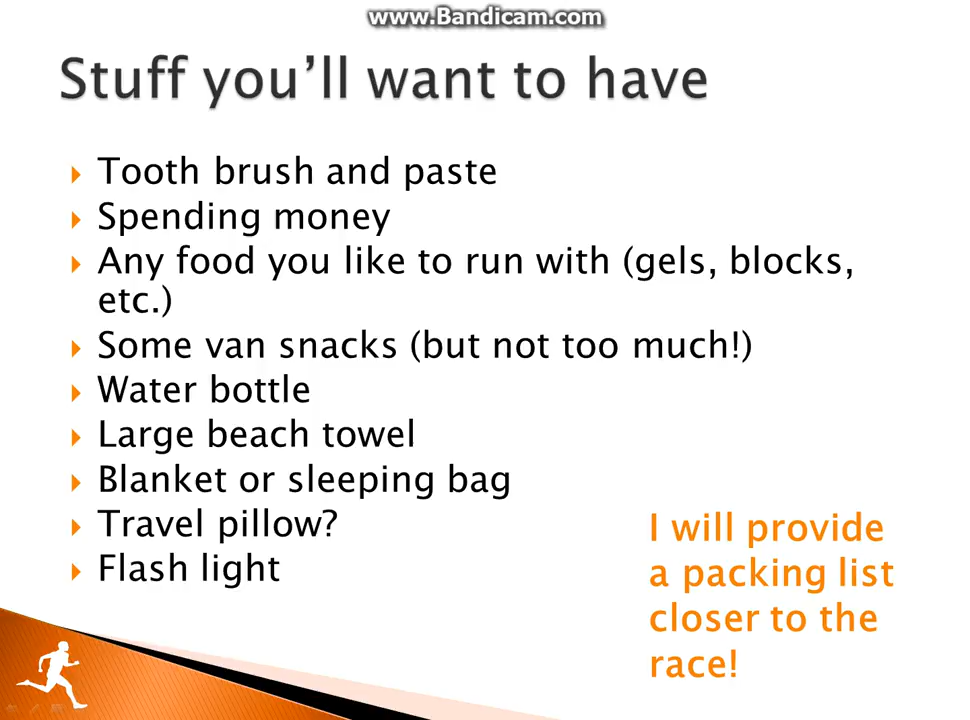 www.Bandicam.com
Stuff you’ll want to have
Tooth brush and paste
Spending money
Any food you like to run with (gels, blocks,
etc.)
Some van snacks (but not too much!)
Water bottle
Large beach towel
Blanket or sleeping bag
Travel pillow?
Flash light
I will provide
a packing list
closer to the
race!